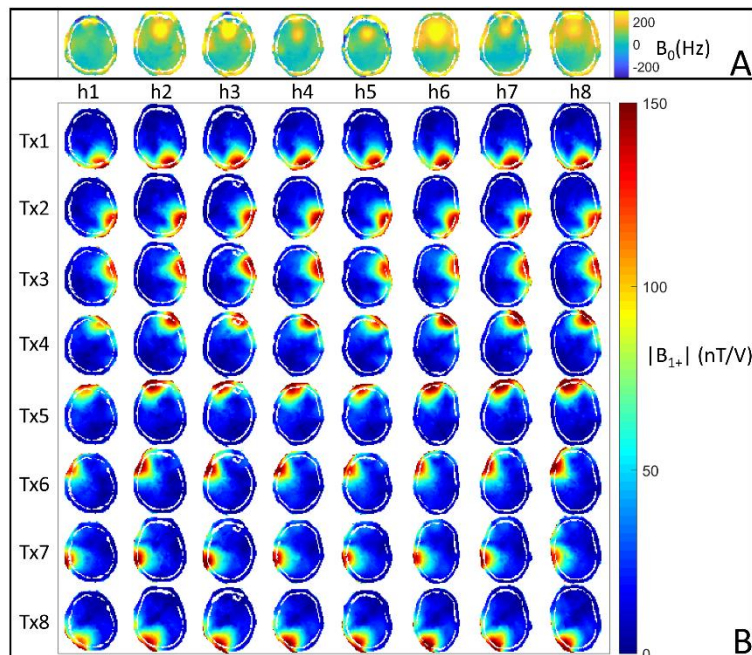 200
0
-200
B0(Hz)
A
h1 h2 h3 h4 h5 h6 h7 h8
Tx1
Tx2
Tx3
Tx4
Tx5
Tx6
Tx7
Tx8
150
100
|B1+| (nT/V)
50
0
B